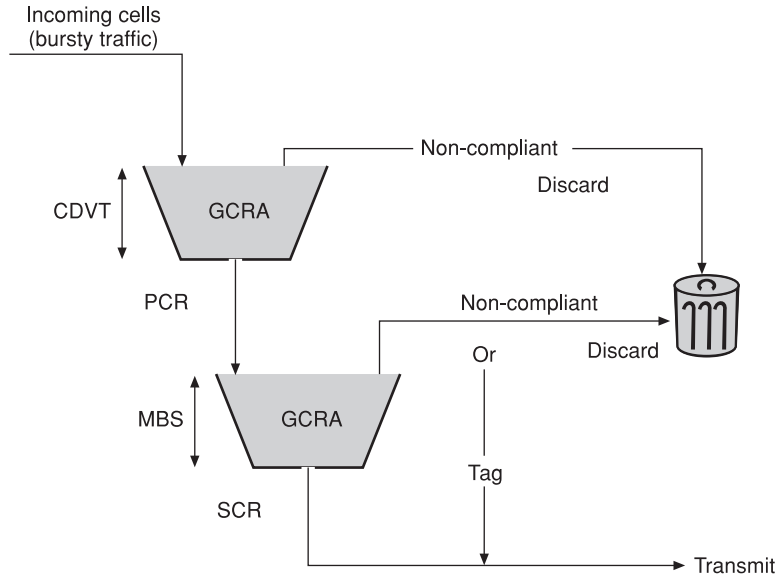 Incoming cells
(bursty traffic)
Non-compliant
Discard
CDVT
GCRA
PCR
Non-compliant
Discard
Or
MBS
GCRA
Tag
SCR
Transmit